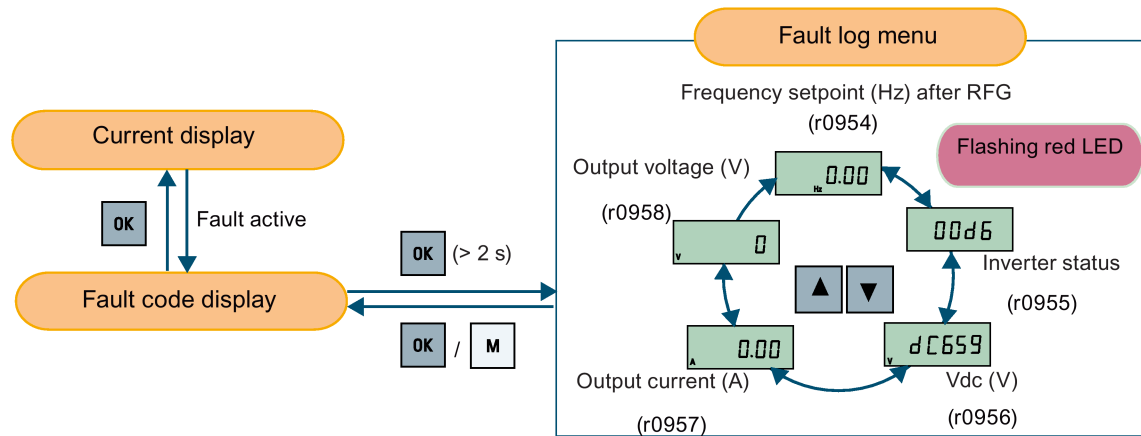 Fault log menu
Frequency setpoint (Hz) after RFG
(r0954)
Current display
Flashing red LED
Output voltage (V)
Hz 0.00
(r0958)
OK
Fault active
V 0
00d6
OK (> 2 s)
Inverter status
(r0955)
Fault code display
▲ ▼
OK / M
A 0.00
V dC659
Output current (A)
Vdc (V)
(r0957)
(r0956)